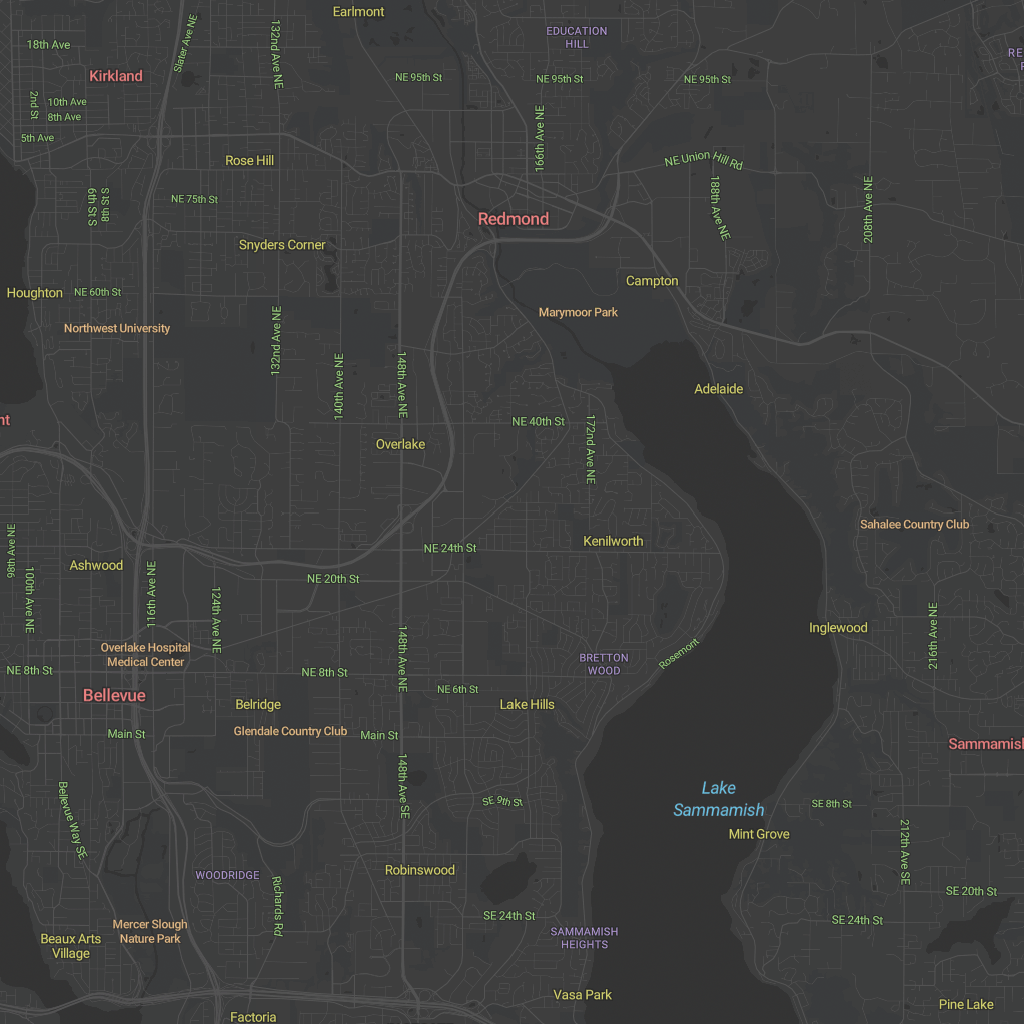 Earlmont
EDUCATION
HILL
18th Ave
Slater Ave NE
132nd Ave NE
RE
Kirkland
NE 95th St
NE 95th St
NE 95th St
2nd St
10th Ave
8th Ave
5th Ave
166th Ave NE
Rose Hill
NE Union Hill Rd
6th St S
8th St S
NE 75th St
188th Ave NE
208th Ave NE
Redmond
Snyders Corner
Campton
Houghton
NE 60th St
Marymoor Park
Northwest University
132nd Ave NE
140th Ave NE
148th Ave NE
Adelaide
nt
NE 40th St
172nd Ave NE
Overlake
Sahalee Country Club
98th Ave NE
Kenilworth
NE 24th St
Ashwood
NE 20th St
100th Ave NE
116th Ave NE
124th Ave NE
Inglewood
216th Ave NE
Overlake Hospital
Medical Center
148th Ave NE
BRETTON
WOOD
Rosemont
NE 8th St
NE 8th St
NE 6th St
Bellevue
Belridge
Lake Hills
Main St
Glendale Country Club
Main St
Sammamish
148th Ave SE
Lake
Sammamish
SE 9th St
SE 8th St
Bellevue Way SE
Mint Grove
212th Ave SE
WOODRIDGE
Robinswood
Richards Rd
SE 20th St
SE 24th St
SE 24th St
Mercer Slough
Nature Park
Beaux Arts
Village
SAMMAMISH
HEIGHTS
Vasa Park
Pine Lake
Factoria